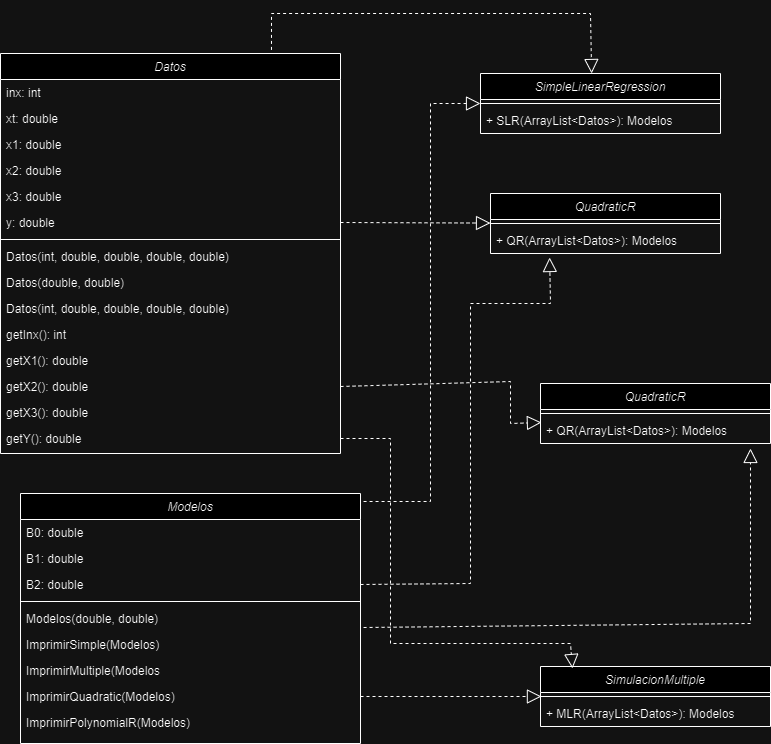 Datos
inx: int
xt: double
x1: double
x2: double
x3: double
y: double
Datos(int, double, double, double, double)
Datos(double, double)
Datos(int, double, double, double, double)
getInx(): int
getX1(): double
getX2(): double
getX3(): double
getY(): double
SimpleLinearRegression
+ SLR(ArrayList<Datos>): Modelos
QuadraticR
+ QR(ArrayList<Datos>): Modelos
QuadraticR
+ QR(ArrayList<Datos>): Modelos
Modelos
B0: double
B1: double
B2: double
Modelos(double, double)
ImprimirSimple(Modelos)
ImprimirMultiple(Modelos
ImprimirQuadratic(Modelos)
ImprimirPolynomialR(Modelos)
SimulacionMultiple
+ MLR(ArrayList<Datos>): Modelos